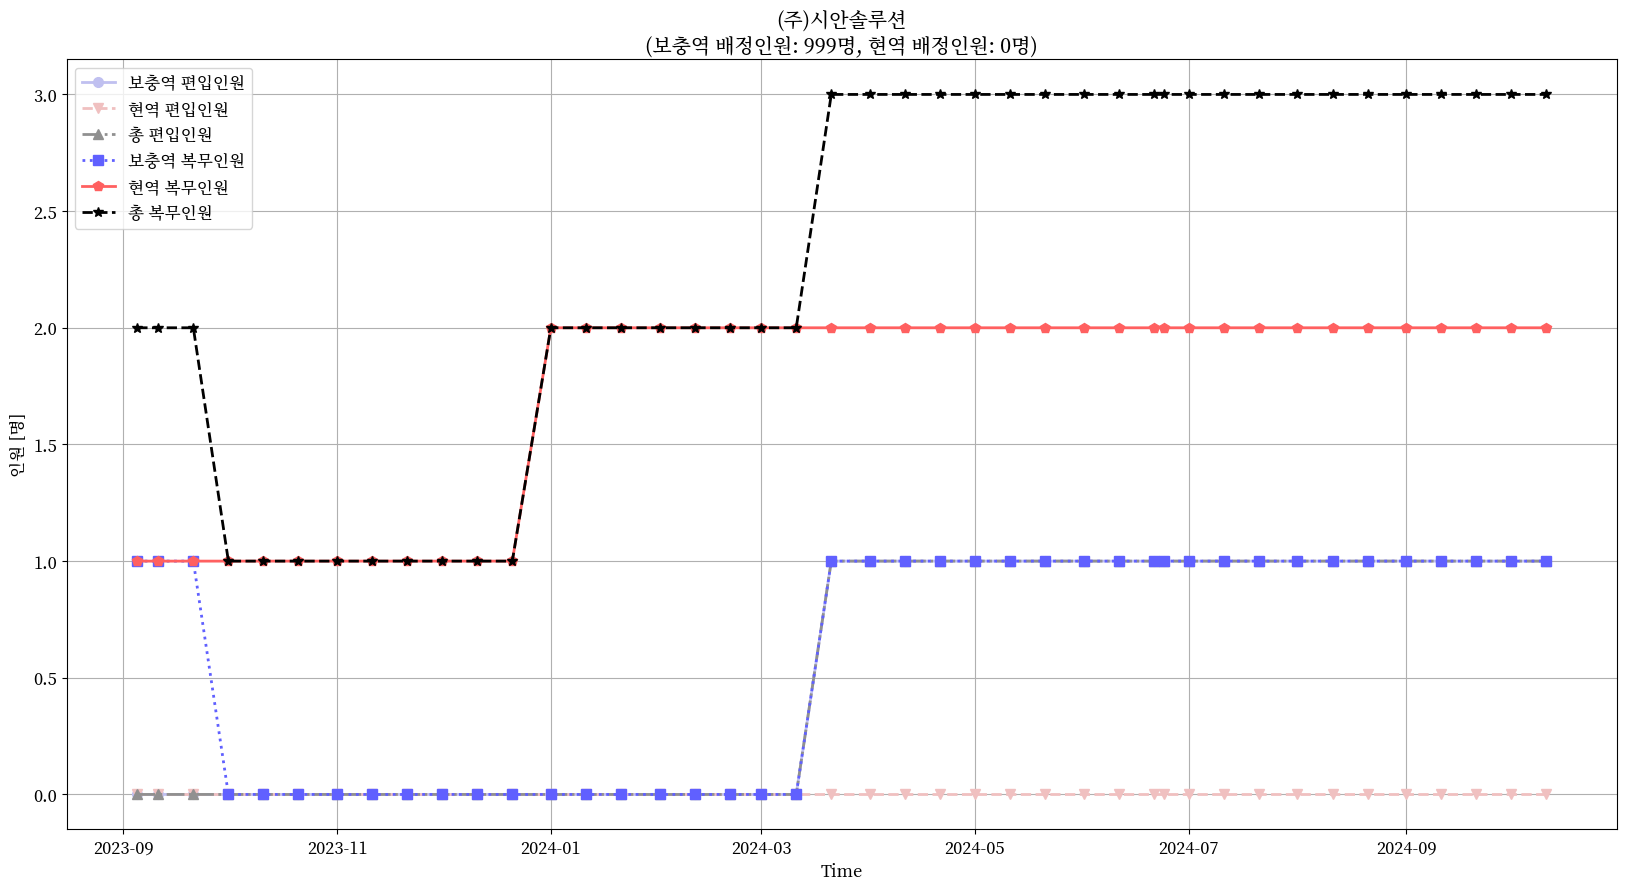 (주)시안솔루션
(보충역 배정인원: 999명, 현역 배정인원: 0명)
보충역 편입인원
현역 편입인원
총 편입인원
보충역 복무인원
현역 복무인원
총 복무인원
3.0
2.5
2.0
1.5
1.0
0.5
0.0
인원 [명]
2023-09 2023-11 2024-01 2024-03 2024-05 2024-07 2024-09
Time